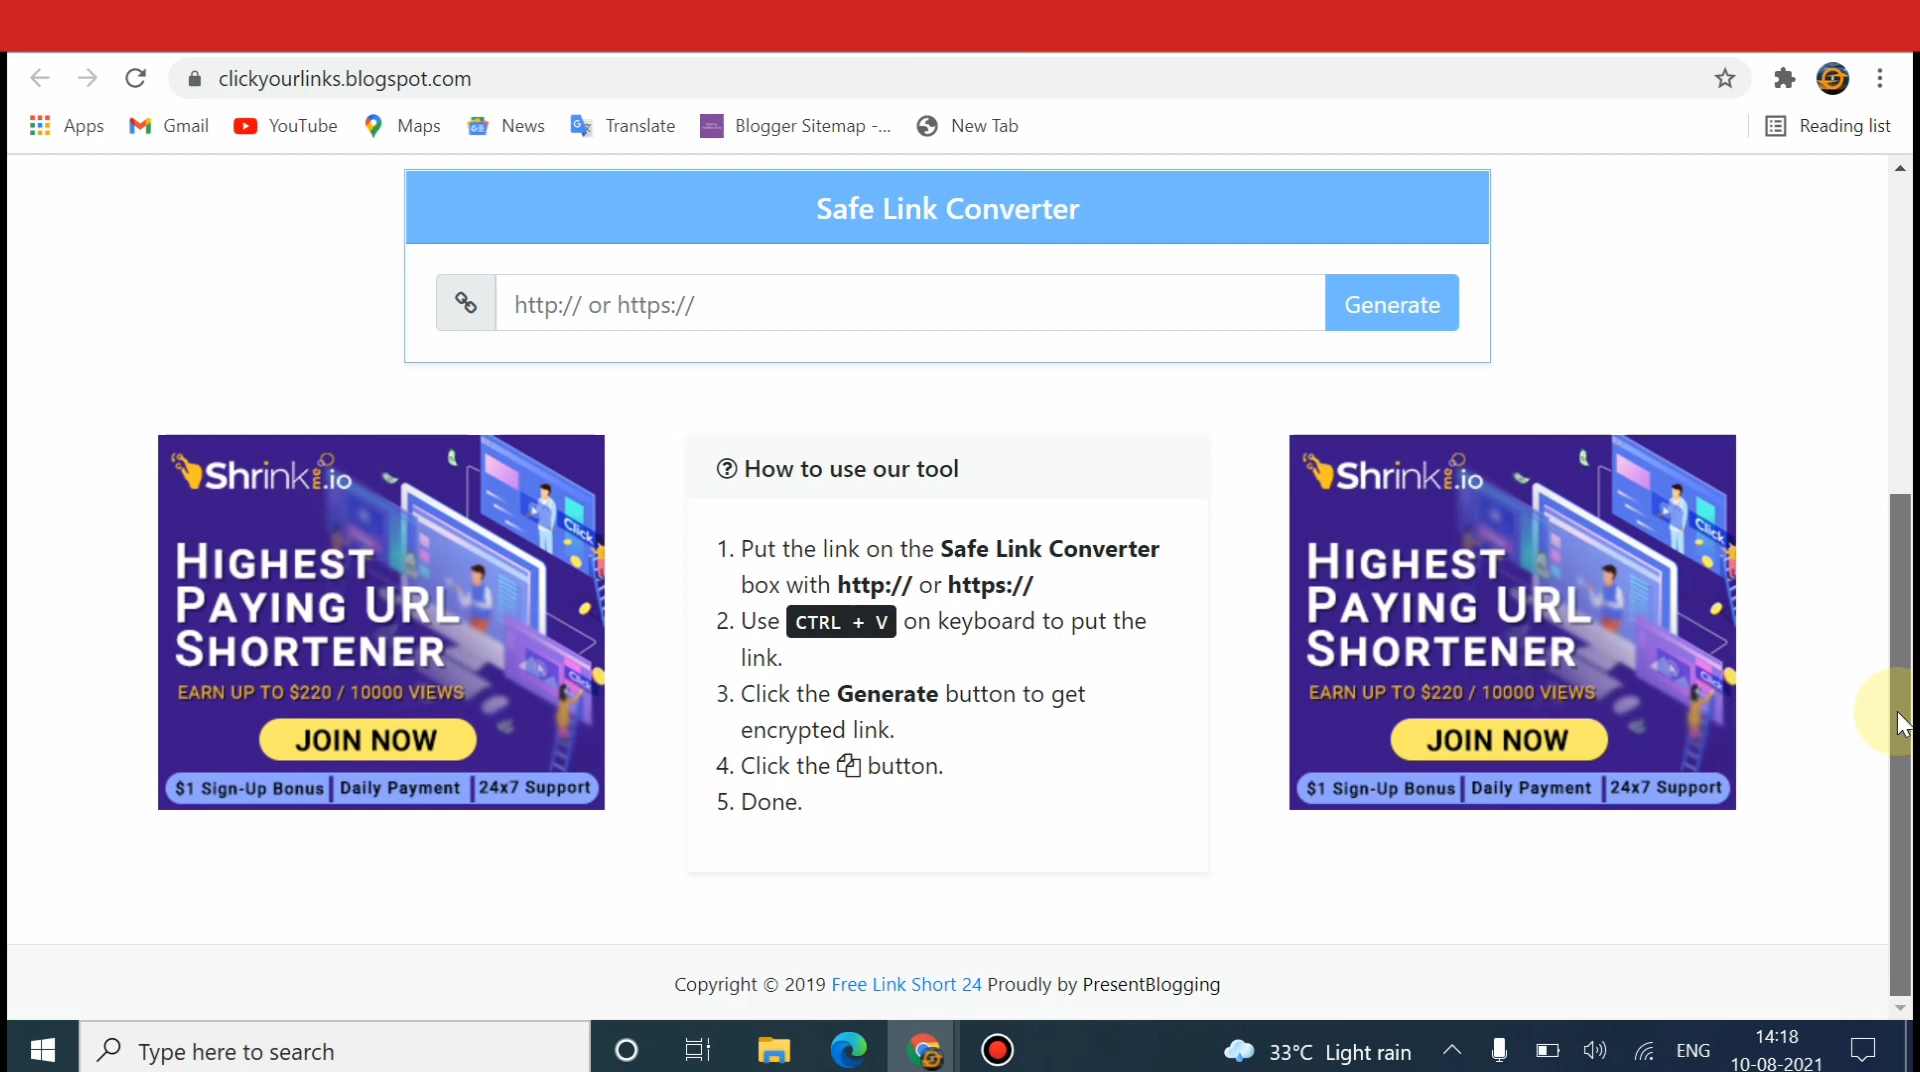 clickyourlinks.blogspot.com
Apps Gmail YouTube Maps News Translate Blogger Sitemap -... New Tab Reading list
Safe Link Converter
http:// or https:// Generate
Shrinkme.io
HIGHEST
PAYING URL
SHORTENER
EARN UP TO $220 / 10000 VIEWS
JOIN NOW
$1 Sign-Up Bonus Daily Payment 24x7 Support
Click
Click
How to use our tool
1. Put the link on the Safe Link Converter
box with http:// or https://
2. Use CTRL + V on keyboard to put the
link.
3. Click the Generate button to get
encrypted link.
4. Click the button.
5. Done.
Shrinkme.io
HIGHEST
PAYING URL
SHORTENER
EARN UP TO $220 / 10000 VIEWS
JOIN NOW
$1 Sign-Up Bonus Daily Payment 24x7 Support
Click
Click
Copyright © 2019 Free Link Short 24 Proudly by PresentBlogging
Type here to search
33°C Light rain
ENG
14:18
10-08-2021